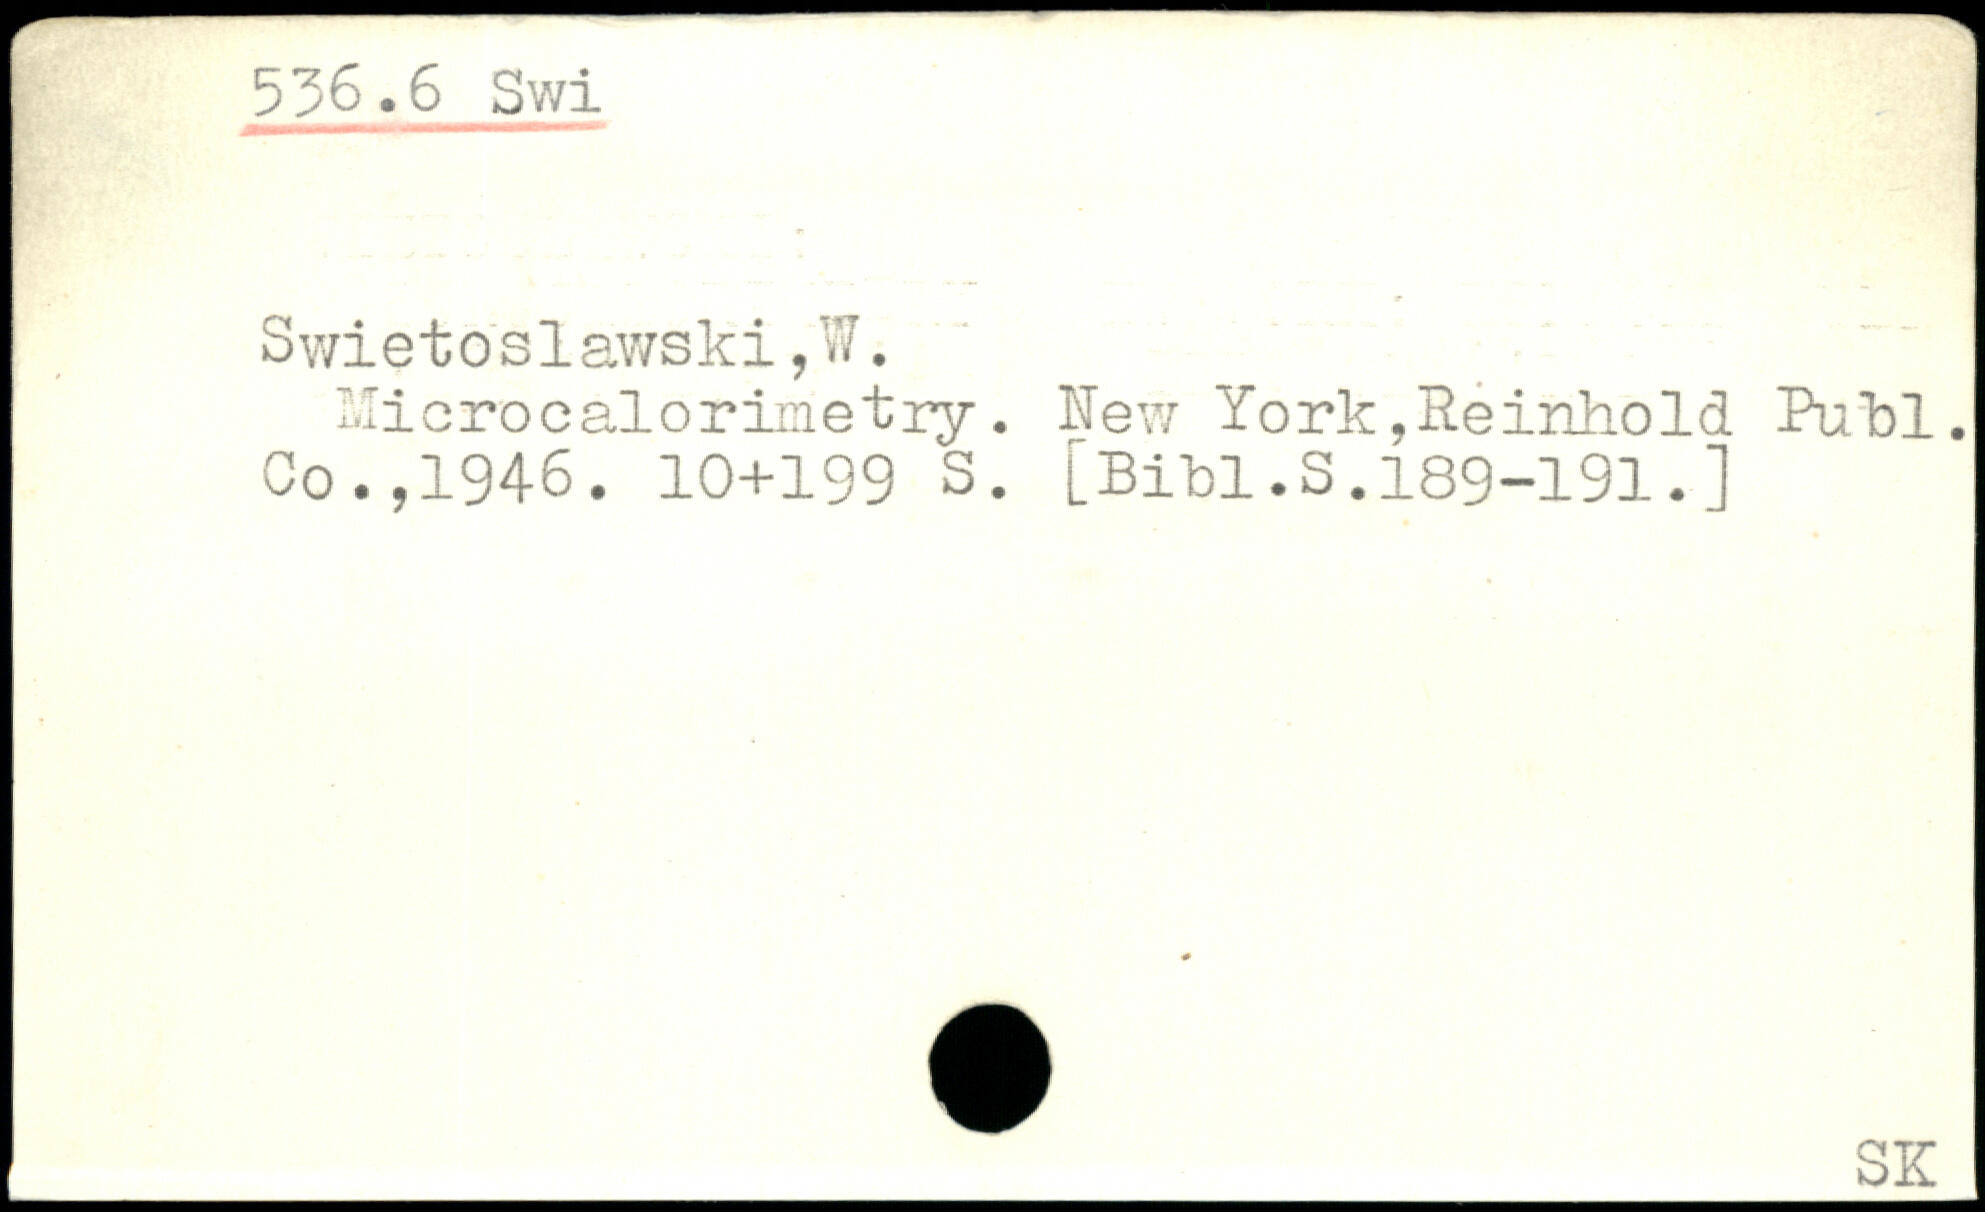 536.6 Swi
Swietoslawski,W.
Microcalorimetry. New York,Reinhold Publ.
Co.,1946. 10+199 S. [Bibl.S.189-191.]
SK